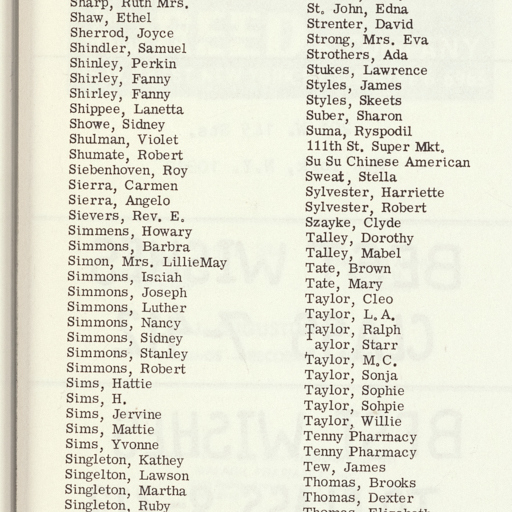 Sharp, Ruth Mrs.
Shaw, Ethel
Sherrod, Joyce
Shindler, Samuel
Shinley, Perkin
Shirley, Fanny
Shirley, Fanny
Shippee, Lanetta
Showe, Sidney
Shulman, Violet
Shumate, Robert
Siebenhoven, Roy
Sierra, Carmen
Sierra, Angelo
Sievers, Rev. E.
Simmens, Howary
Simmons, Barbra
Simon, Mrs. LillieMay
Simmons, Isaiah
Simmons, Joseph
Simmons, Luther
Simmons, Nancy
Simmons, Sidney
Simmons, Stanley
Simmons, Robert
Sims, Hattie
Sims, H.
Sims, Jervine
Sims, Mattie
Sims, Yvonne
Singleton, Kathey
Singelton, Lawson
Singleton, Martha
Singleton, Ruby
St. John, Edna
Strenter, David
Strong, Mrs. Eva
Strothers, Ada
Stukes, Lawrence
Styles, James
Styles, Skeets
Suber, Sharon
Suma, Ryspodil
111th St. Super Mkt.
Su Su Chinese American
Sweat, Stella
Sylvester, Harriette
Sylvester, Robert
Szayke, Clyde
Talley, Dorothy
Talley, Mabel
Tate, Brown
Tate, Mary
Taylor, Cleo
Taylor, L.A.
Taylor, Ralph
Taylor, Starr
Taylor, M.C.
Taylor, Sonja
Taylor, Sophie
Taylor, Sohpie
Taylor, Willie
Tenny Pharmacy
Tenny Pharmacy
Tew, James
Thomas, Brooks
Thomas, Dexter
Thomas, Elizabeth